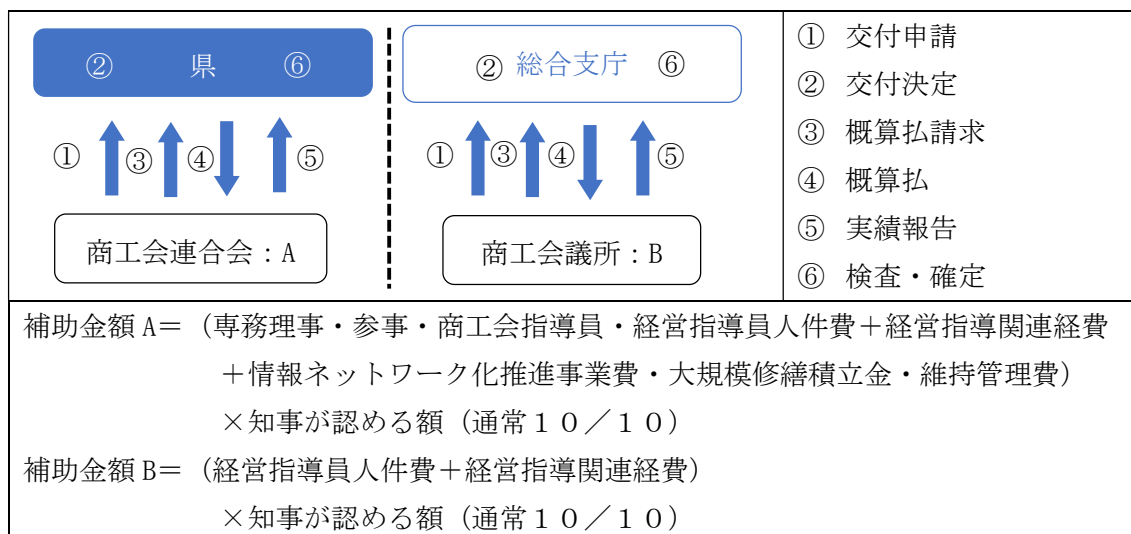 ② 県 ⑥
② 総合支庁 ⑥
① ③ ④ ⑤
① ③ ④ ⑤
商工会連合会：A
商工会議所：B
① 交付申請
② 交付決定
③ 概算払請求
④ 概算払
⑤ 実績報告
⑥ 検査・確定
補助金額 A＝（専務理事・参事・商工会指導員・経営指導員人件費＋経営指導関連経費
＋情報ネットワーク化推進事業費・大規模修繕積立金・維持管理費）
×知事が認める額（通常１０／１０）
補助金額 B＝（経営指導員人件費＋経営指導関連経費）
×知事が認める額（通常１０／１０）